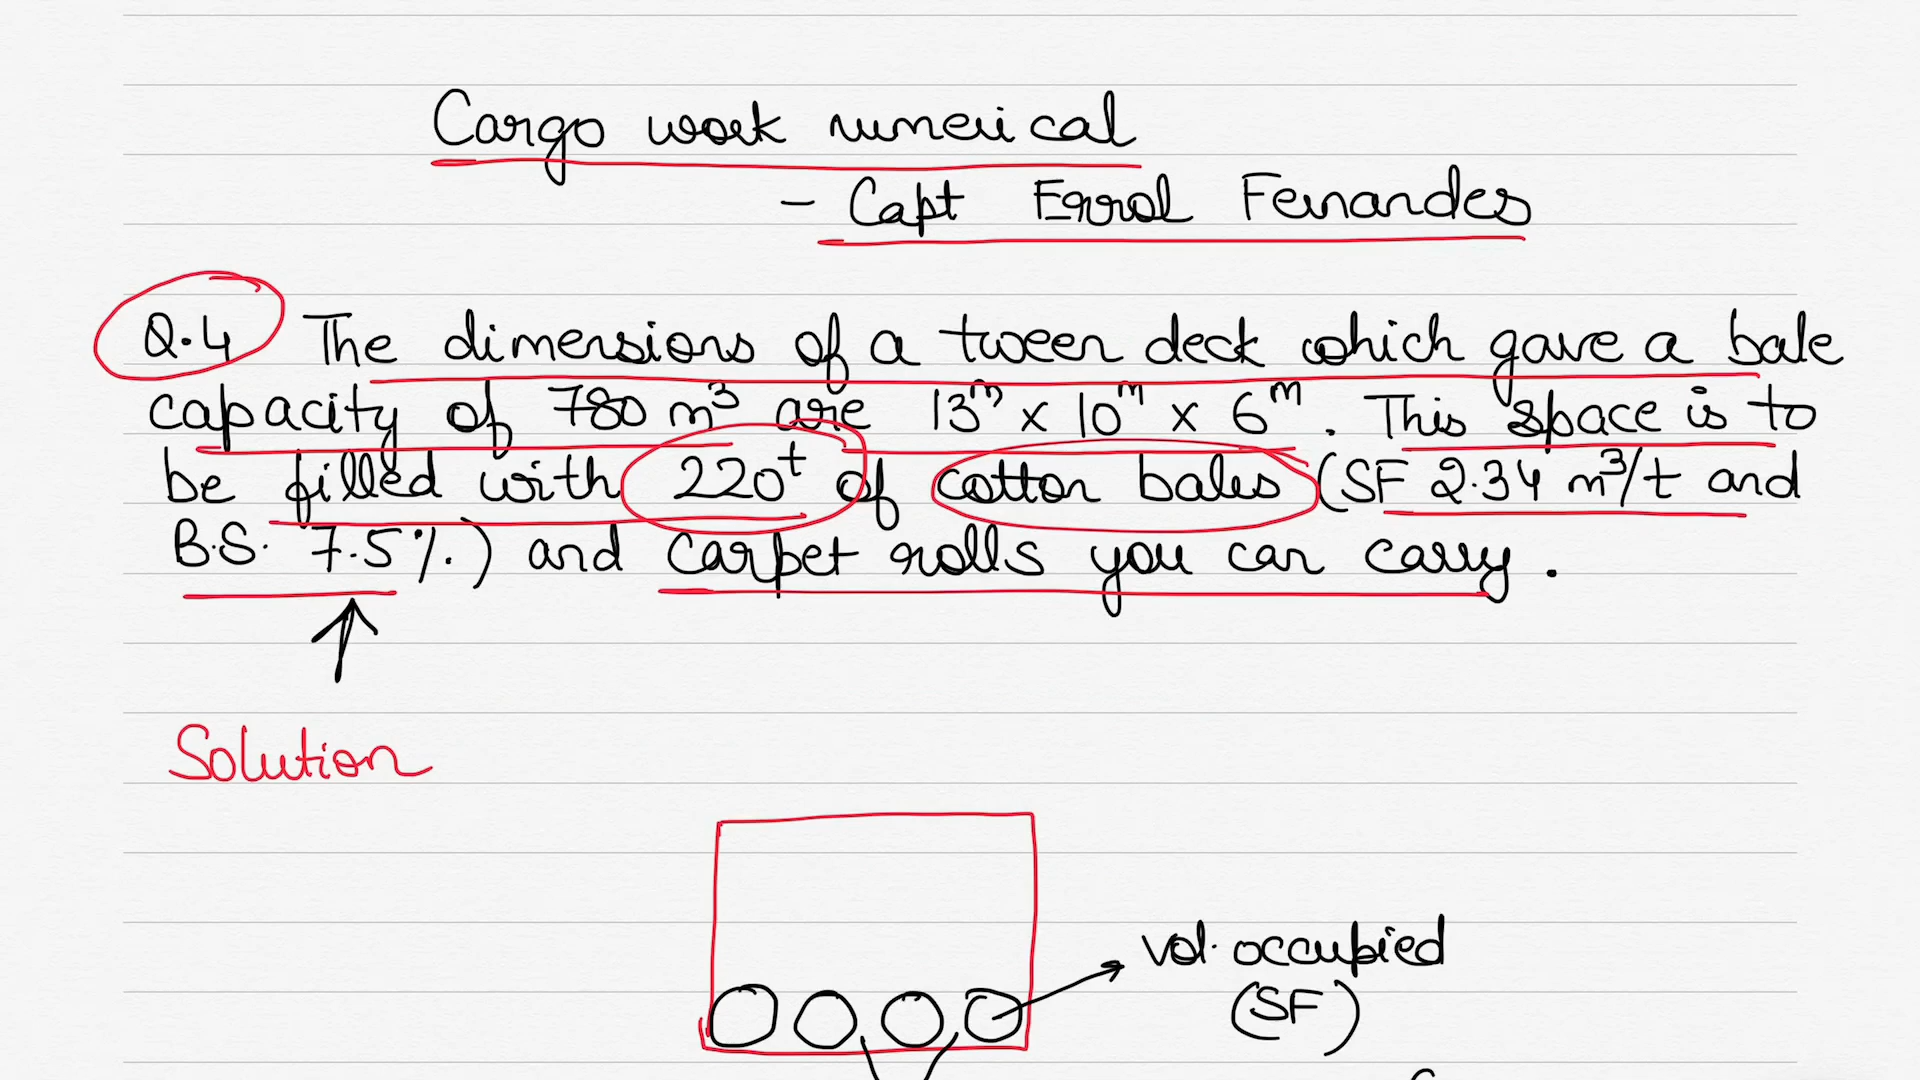 Cargo work numerical
- Capt Errol Fernandes
Q.4 The dimensions of a tween deck which gave a bale
capacity of 780 m³ are 13ᵐ x 10ᵐ x 6ᵐ. This space is to
be filled with 220ᵗ of cotton bales (SF 2.34 m³/t and
B.S. 7.5%.) and carpet rolls you can carry.
Solution
vol. occupied
(SF)